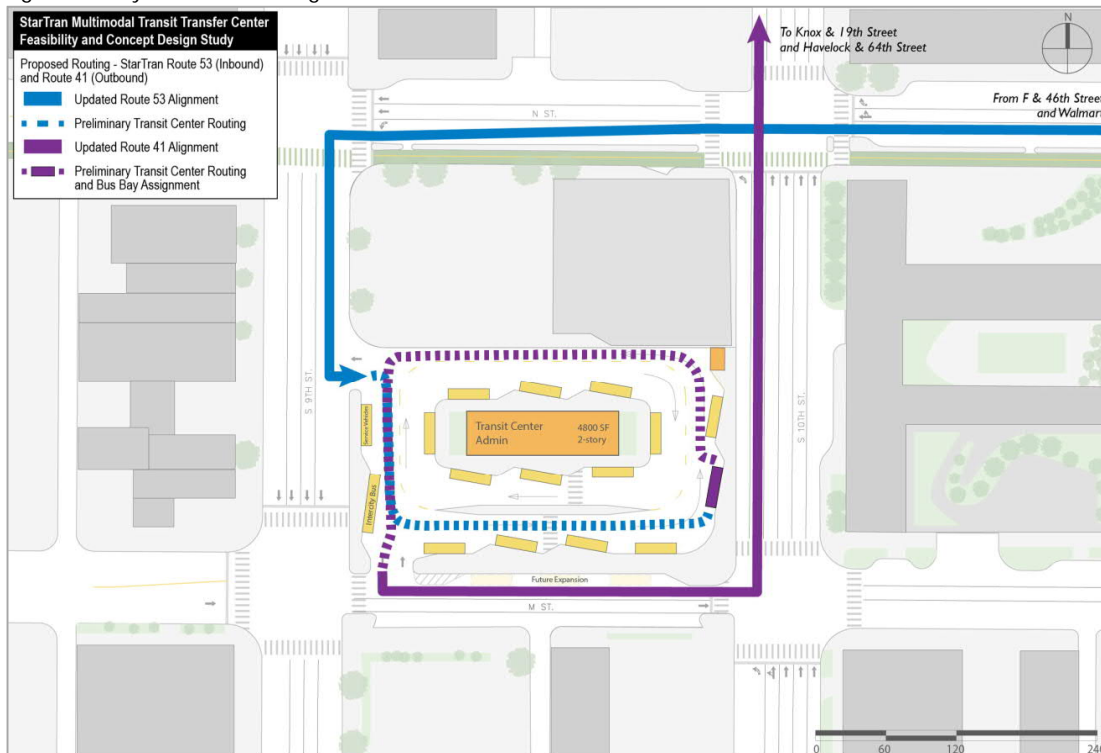 StarTran Multimodal Transit Transfer Center
Feasibility and Concept Design Study
Proposed Routing - StarTran Route 53 (Inbound)
and Route 41 (Outbound)
Updated Route 53 Alignment
Preliminary Transit Center Routing
Updated Route 41 Alignment
Preliminary Transit Center Routing
and Bus Bay Assignment
To Knox & 19th Street
and Havelock & 64th Street
N
From F & 46th Street
and Walmart
N ST.
S 9TH ST.
S 10TH ST.
Service Vehicles
Intercity Bus
Transit Center
Admin
4800 SF
2-story
Future Expansion
M ST.
0 60 120 24